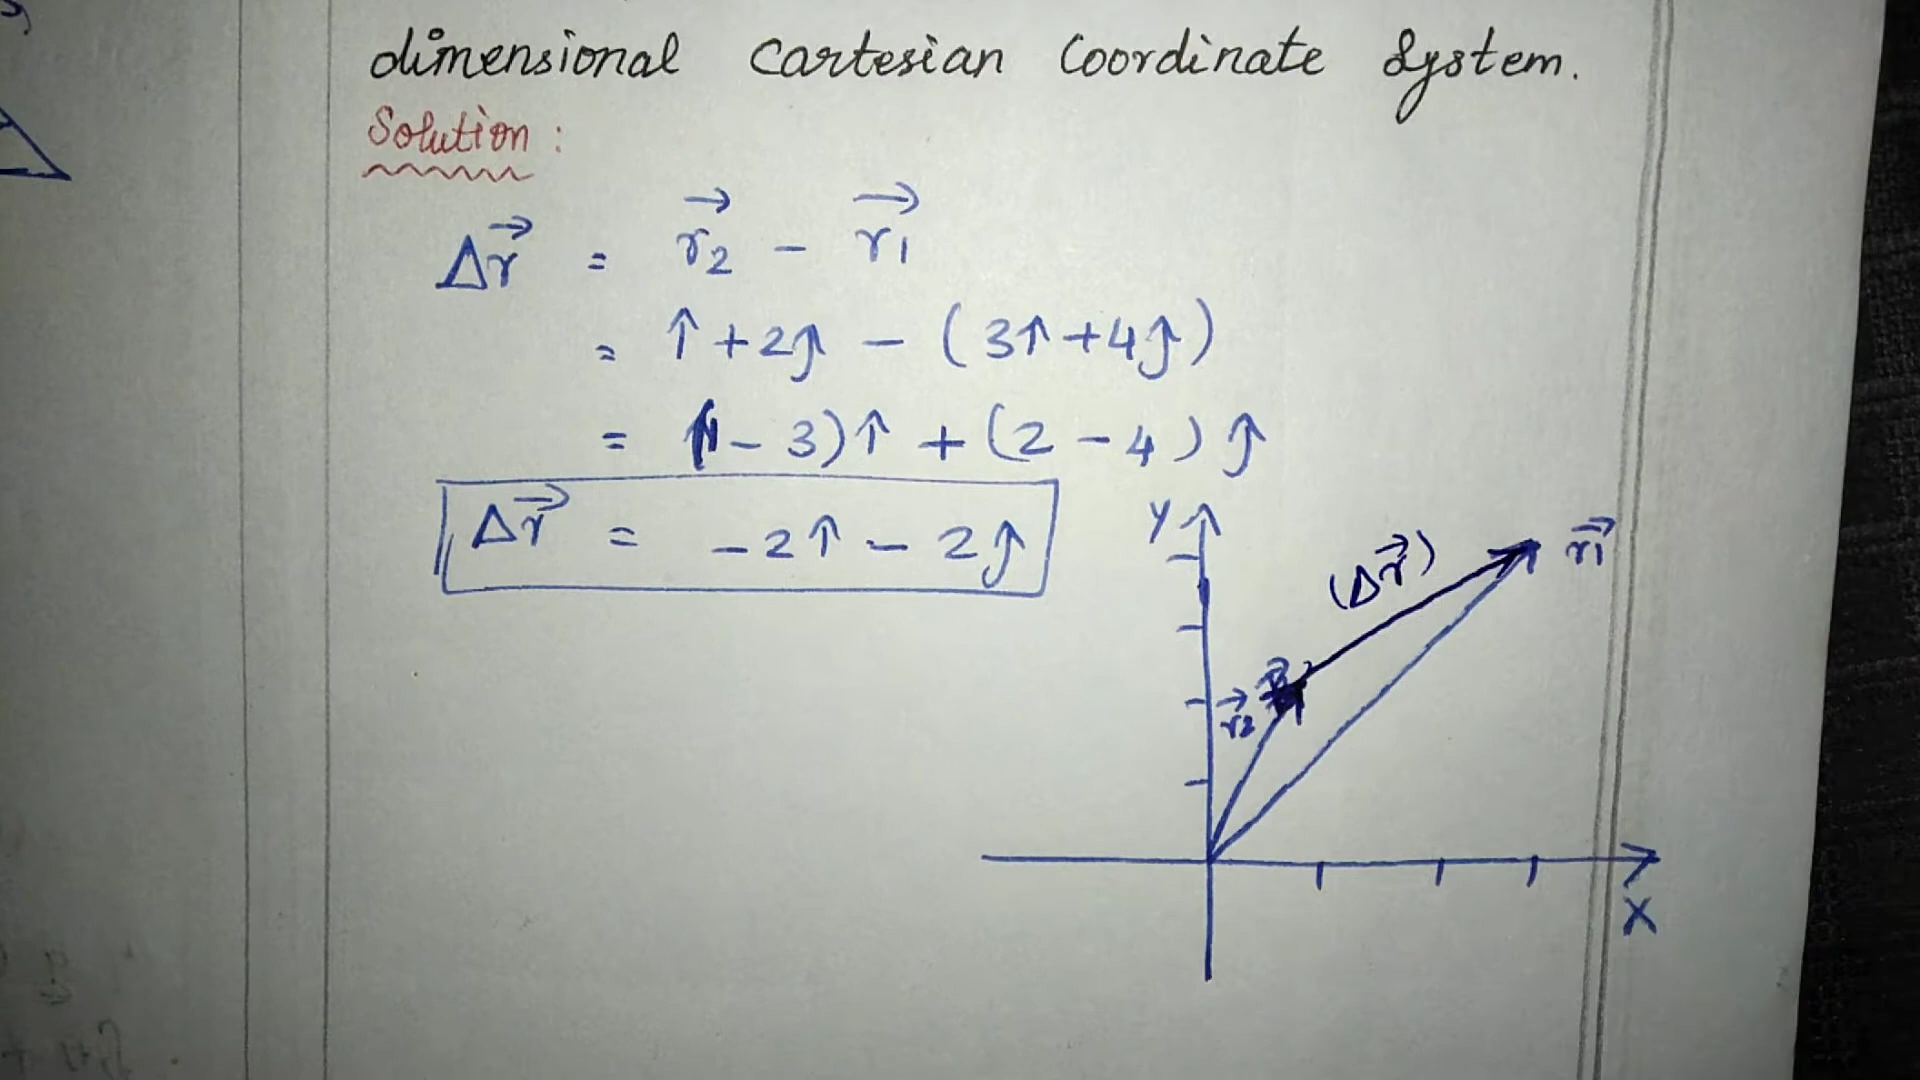 dimensional Cartesian Coordinate System.
Solution :
Δr⃗ = r⃗2 - r⃗1
= î + 2ĵ - (3î + 4ĵ)
= (1 - 3)î + (2 - 4)ĵ
Δr⃗ = -2î - 2ĵ
Y
(Δr⃗)
r⃗1
r⃗2
X